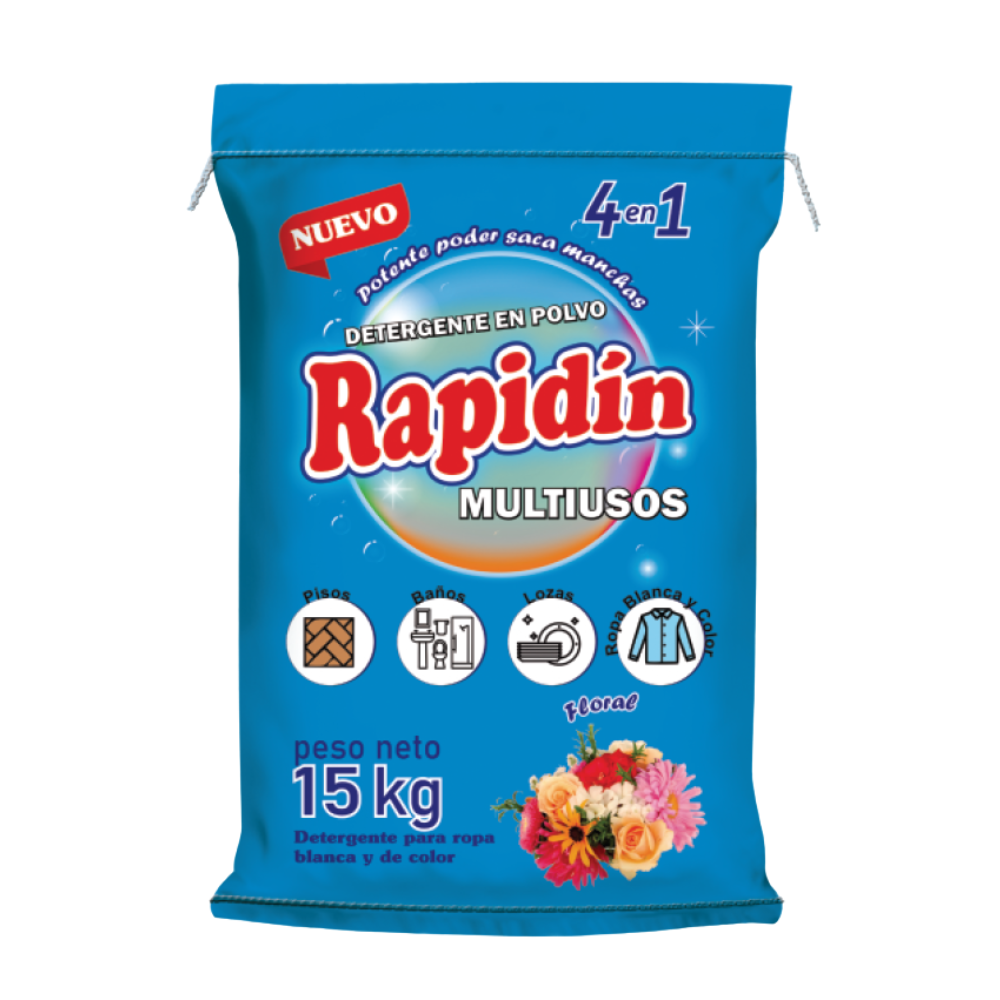 NUEVO
4 en 1
potente poder saca manchas
DETERGENTE EN POLVO
Rapidín
MULTIUSOS
Pisos
Baños
Lozas
Ropa Blanca y Color
Floral
peso neto
15 kg
Detergente para ropa
blanca y de color